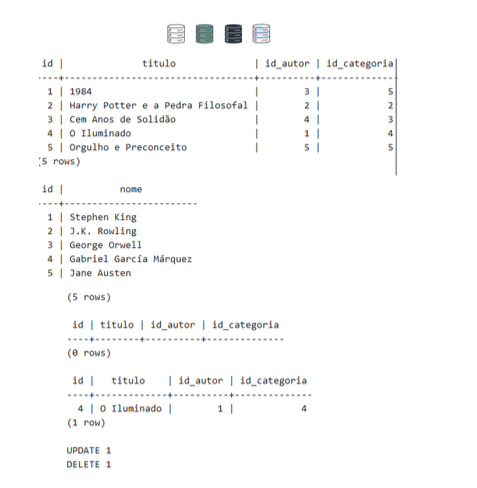 id | titulo | id_autor | id_categoria
----+-----------------------------+----------+-------------
1 | 1984 | 3 | 5
2 | Harry Potter e a Pedra Filosofal | 2 | 2
3 | Cem Anos de Solidão | 4 | 3
4 | O Iluminado | 1 | 4
5 | Orgulho e Preconceito | 5 | 5
(5 rows)
id | nome
----+------------------------
1 | Stephen King
2 | J.K. Rowling
3 | George Orwell
4 | Gabriel García Márquez
5 | Jane Austen
(5 rows)
id | titulo | id_autor | id_categoria
----+--------+----------+--------------
(0 rows)
id | titulo | id_autor | id_categoria
----+-------------+----------+--------------
4 | O Iluminado | 1 | 4
(1 row)
UPDATE 1
DELETE 1